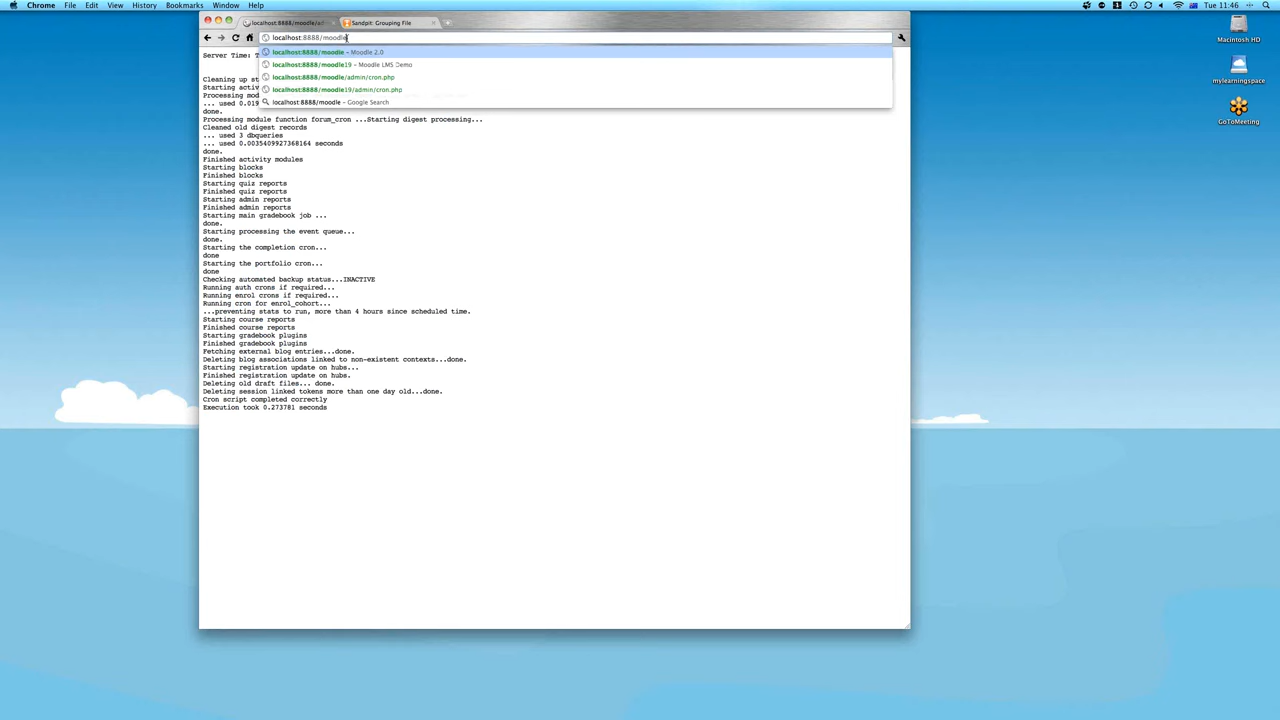 Chrome File Edit View History Bookmarks Window Help
Tue 11:46
localhost:8888/moodle/ad
Sandpit: Grouping File
localhost:8888/moodle
localhost:8888/moodle – Moodle 2.0
localhost:8888/moodle19 – Moodle LMS Demo
localhost:8888/moodle/admin/cron.php
localhost:8888/moodle19/admin/cron.php
localhost:8888/moodle – Google Search
Macintosh HD
mylearningspace
GoToMeeting
Server Time: T
Cleaning up st
Starting activ
Processing mod
... used 0.019
done.
Processing module function forum_cron ...Starting digest processing...
Cleaned old digest records
... used 3 dbqueries
... used 0.0035409927368164 seconds
done.
Finished activity modules
Starting blocks
Finished blocks
Starting quiz reports
Finished quiz reports
Starting admin reports
Finished admin reports
Starting main gradebook job ...
done.
Starting processing the event queue...
done.
Starting the completion cron...
done
Starting the portfolio cron...
done
Checking automated backup status...INACTIVE
Running auth crons if required...
Running enrol crons if required...
Running cron for enrol_cohort...
...preventing stats to run, more than 4 hours since scheduled time.
Starting course reports
Finished course reports
Starting gradebook plugins
Finished gradebook plugins
Fetching external blog entries...done.
Deleting blog associations linked to non-existent contexts...done.
Starting registration update on hubs...
Finished registration update on hubs.
Deleting old draft files... done.
Deleting session linked tokens more than one day old...done.
Cron script completed correctly
Execution took 0.273781 seconds